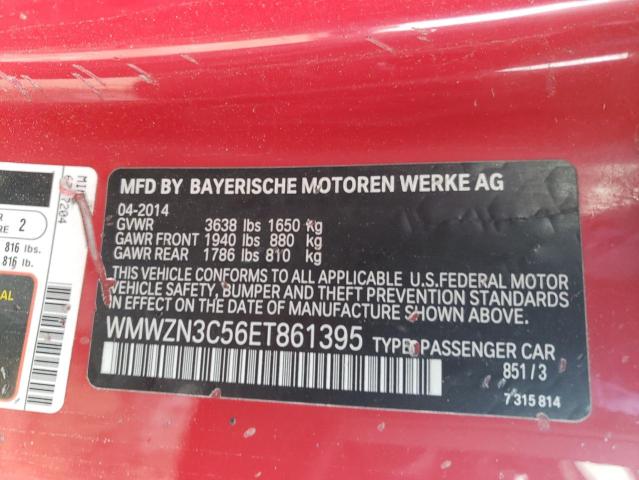 MFD BY BAYERISCHE MOTOREN WERKE AG
04-2014
GVWR 3638 lbs 1650 kg
GAWR FRONT 1940 lbs 880 kg
GAWR REAR 1786 lbs 810 kg
THIS VEHICLE CONFORMS TO ALL APPLICABLE U.S.FEDERAL MOTOR
VEHICLE SAFETY, BUMPER AND THEFT PREVENTION STANDARDS
IN EFFECT ON THE DATE OF MANUFACTURE SHOWN ABOVE.
WMWZN3C56ET861395 TYPE: PASSENGER CAR
851/3
7 315 814
2
816 lbs.
816 lb.